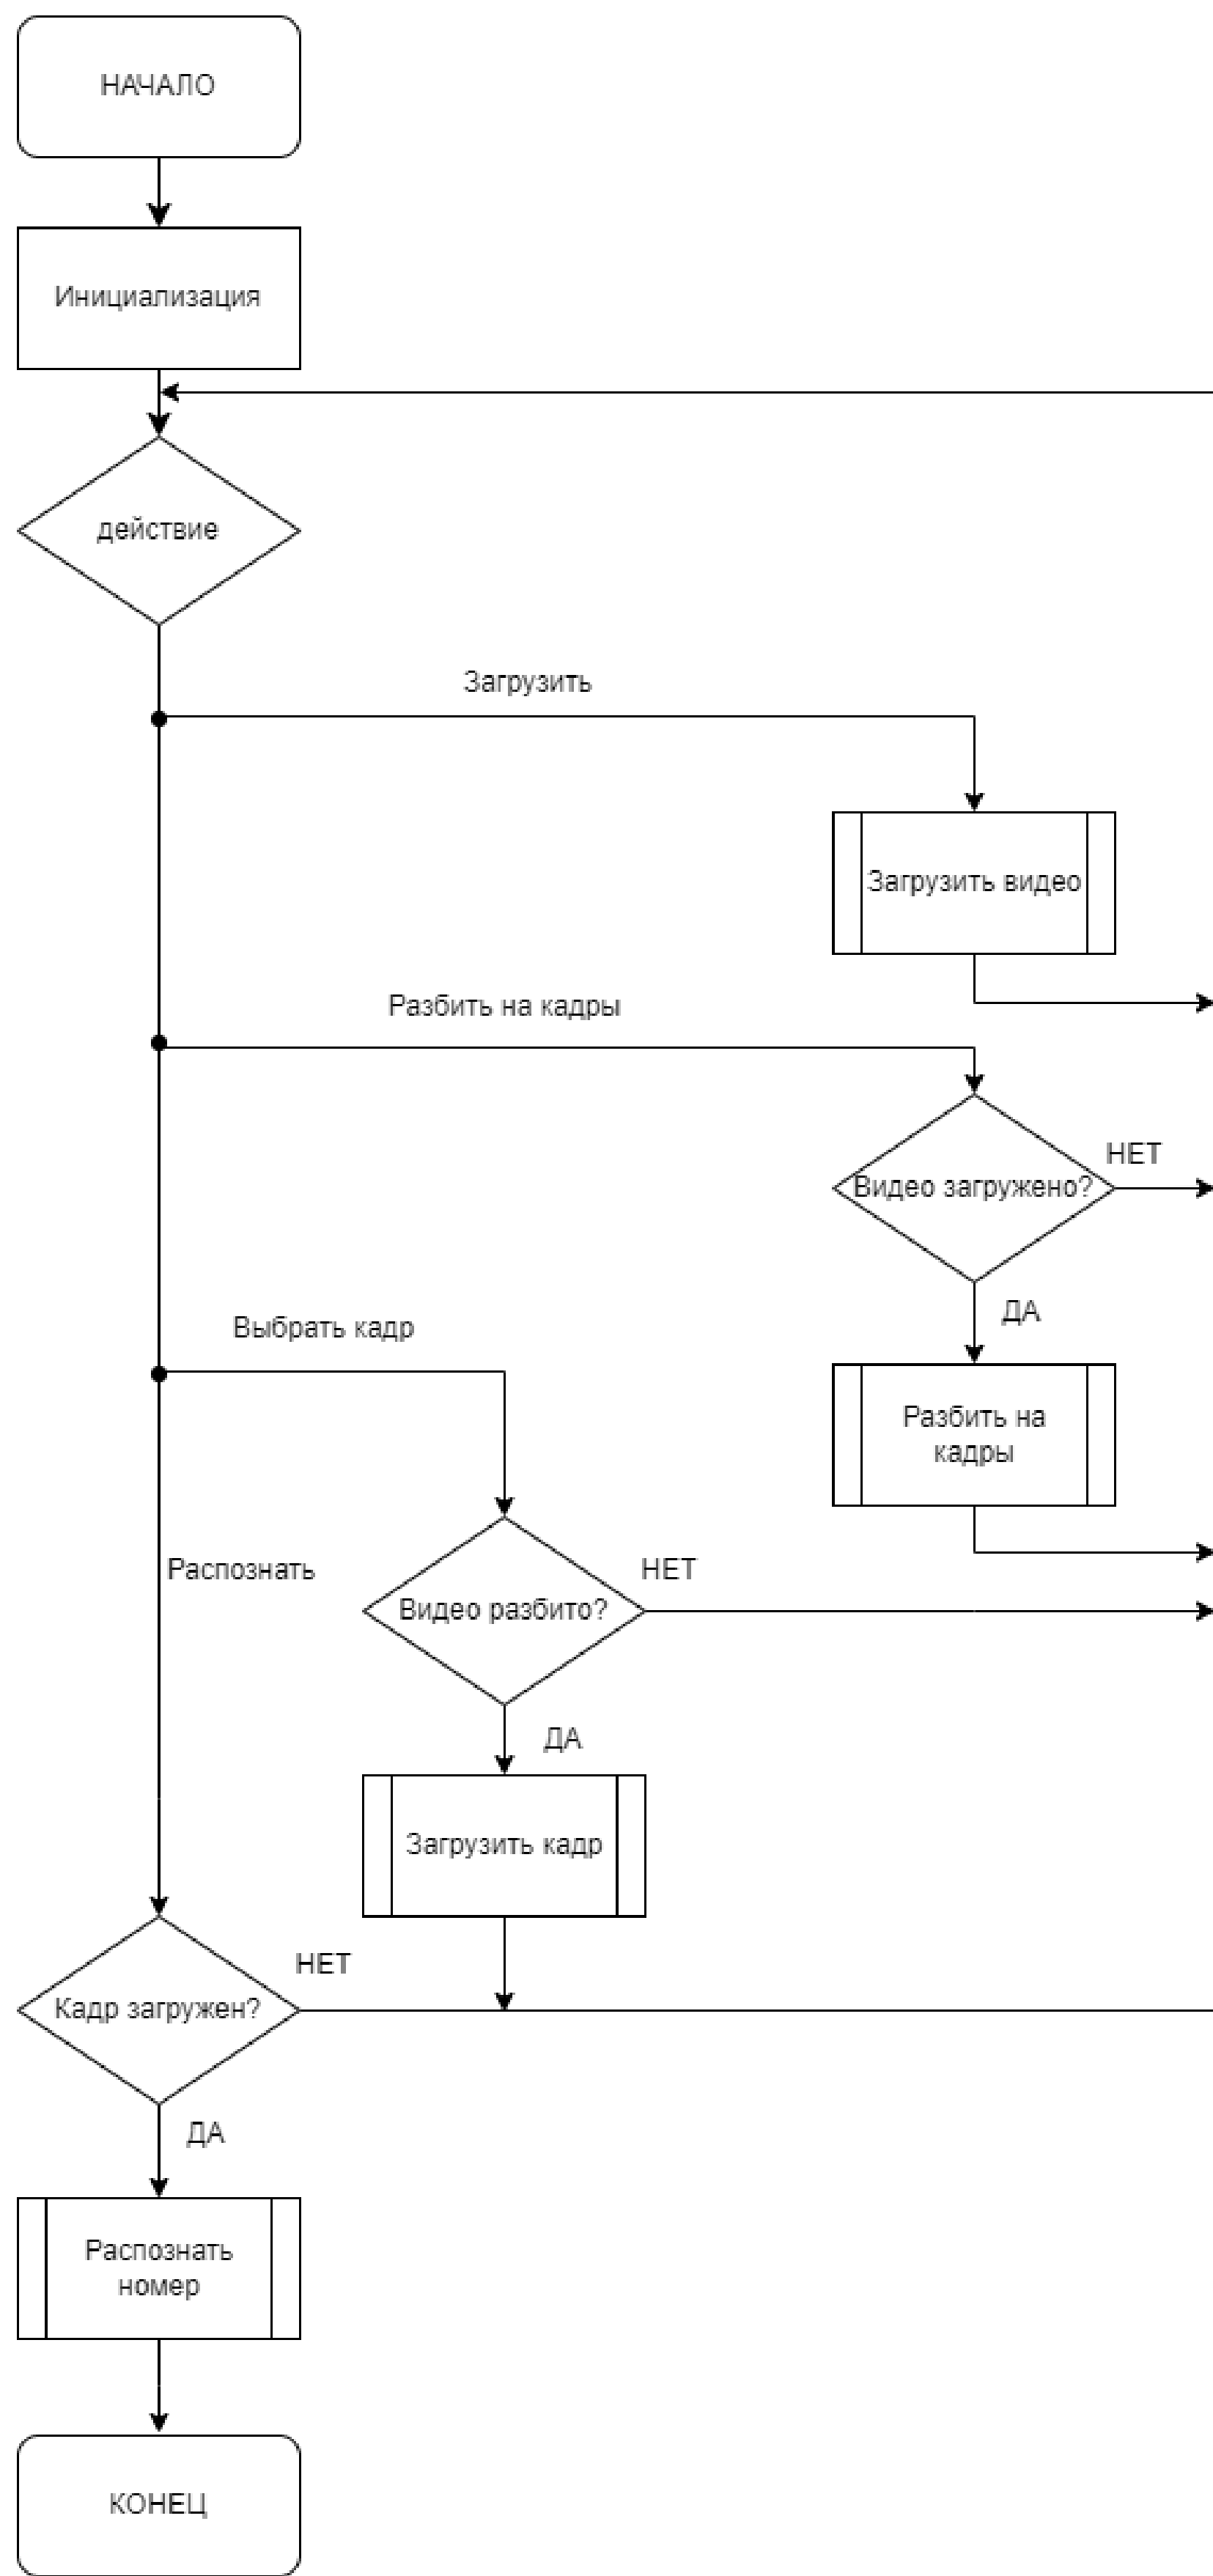 НАЧАЛО
Инициализация
действие
Загрузить
Загрузить видео
Разбить на кадры
НЕТ
Видео загружено?
ДА
Выбрать кадр
Разбить на
кадры
Распознать
НЕТ
Видео разбито?
ДА
Загрузить кадр
НЕТ
Кадр загружен?
ДА
Распознать
номер
КОНЕЦ